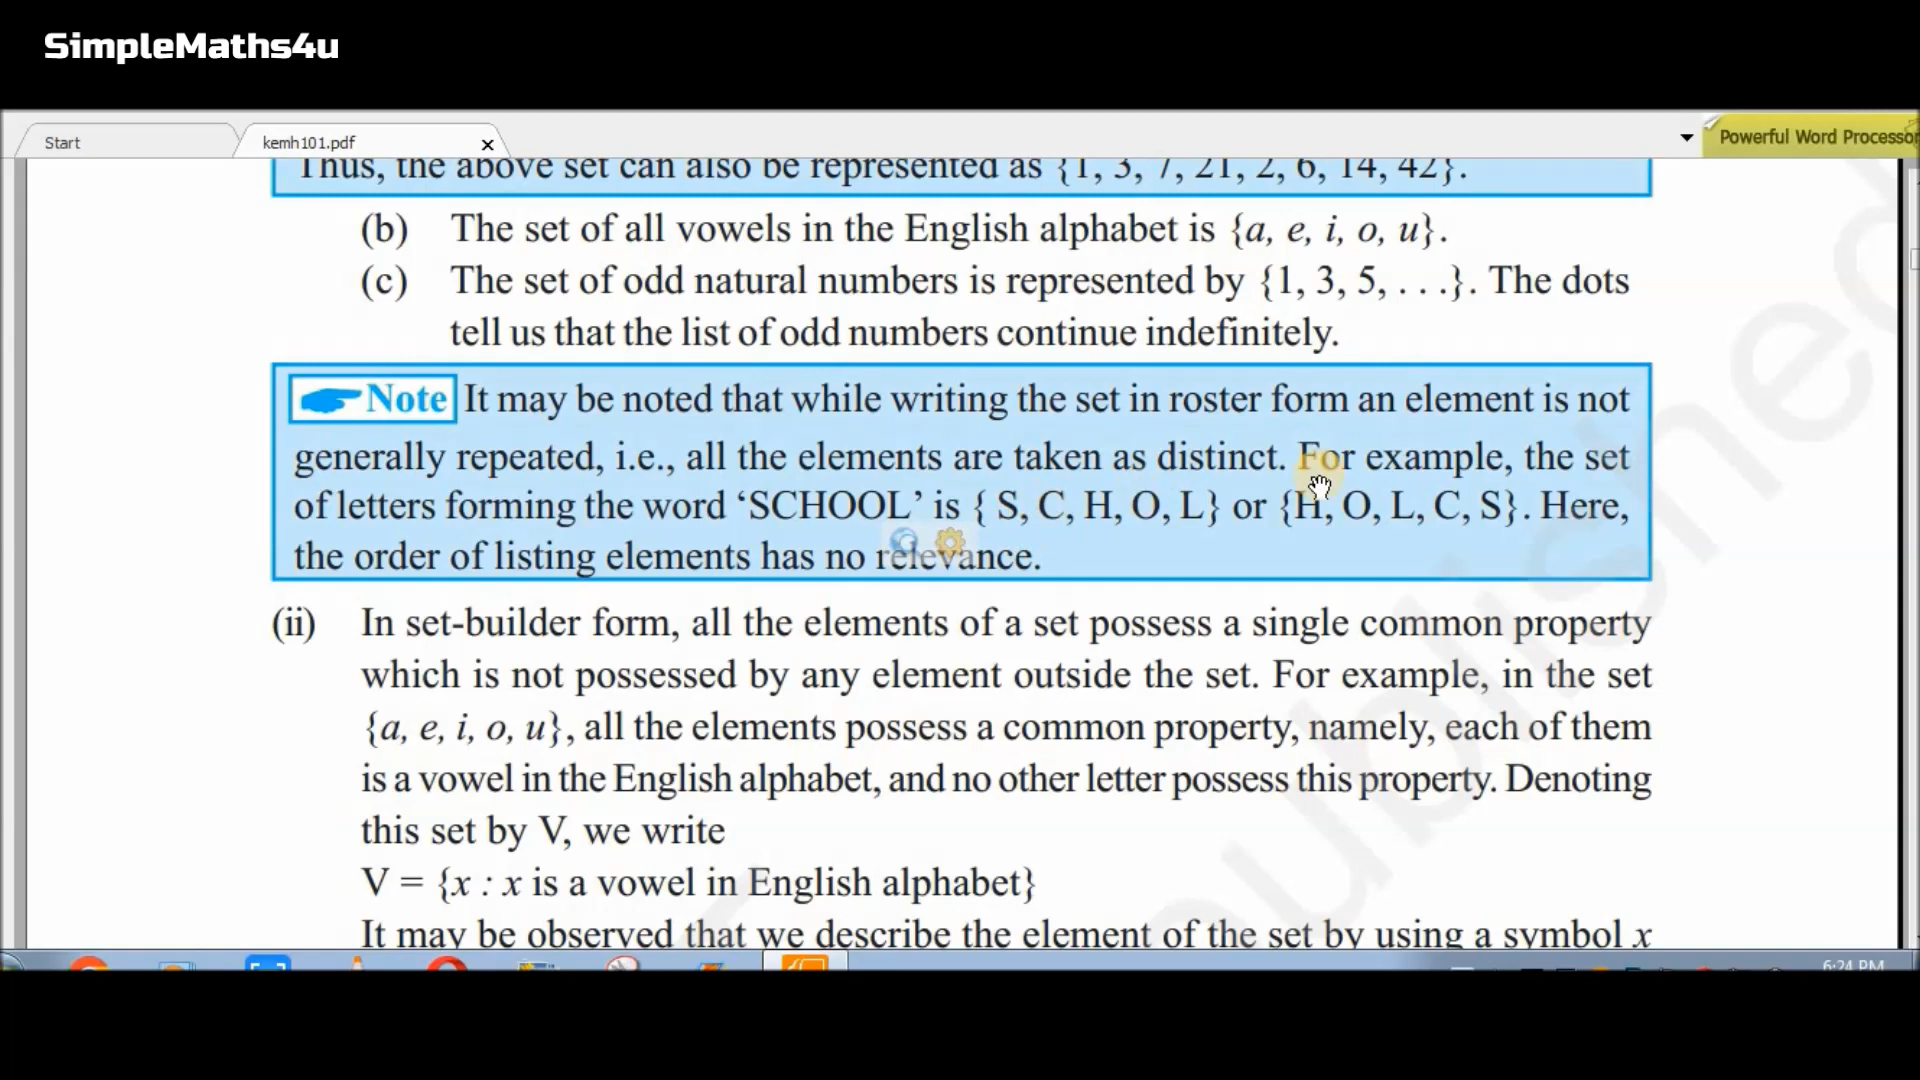 SimpleMaths4u
Start
kemh101.pdf
Powerful Word Processor
Thus, the above set can also be represented as {1, 3, 7, 21, 2, 6, 14, 42}.
(b) The set of all vowels in the English alphabet is {a, e, i, o, u}.
(c) The set of odd natural numbers is represented by {1, 3, 5, . . .}. The dots
tell us that the list of odd numbers continue indefinitely.
Note It may be noted that while writing the set in roster form an element is not
generally repeated, i.e., all the elements are taken as distinct. For example, the set
of letters forming the word ‘SCHOOL’ is { S, C, H, O, L} or {H, O, L, C, S}. Here,
the order of listing elements has no relevance.
(ii) In set-builder form, all the elements of a set possess a single common property
which is not possessed by any element outside the set. For example, in the set
{a, e, i, o, u}, all the elements possess a common property, namely, each of them
is a vowel in the English alphabet, and no other letter possess this property. Denoting
this set by V, we write
V = {x : x is a vowel in English alphabet}
It may be observed that we describe the element of the set by using a symbol x
6:24 PM